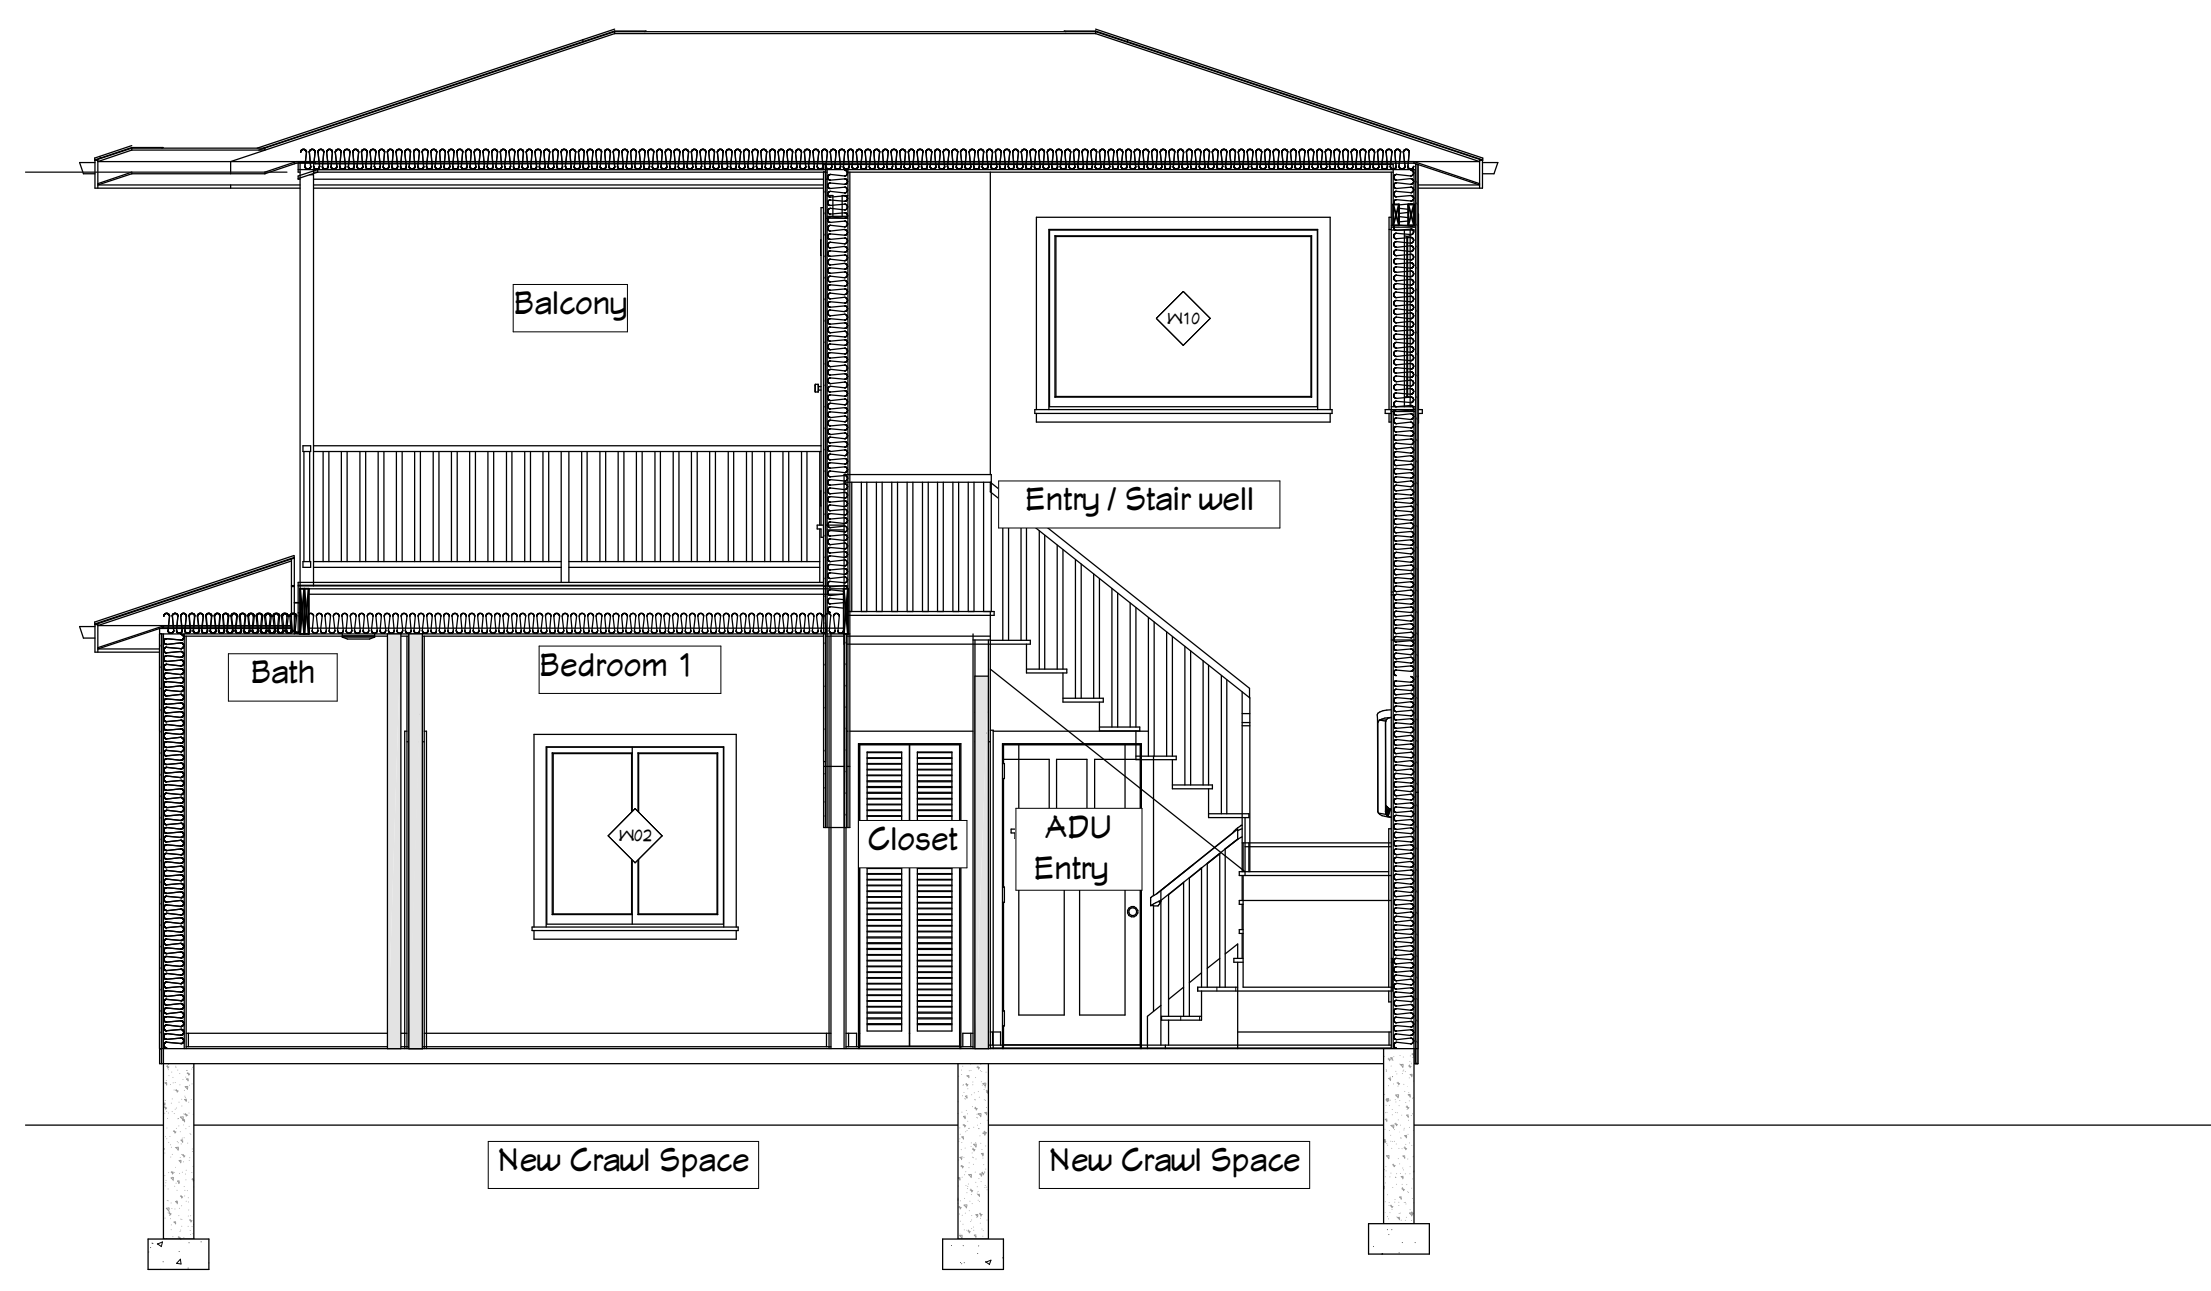 Balcony
W10
Entry / Stair well
Bath
Bedroom 1
W02
Closet
ADU
Entry
New Crawl Space
New Crawl Space